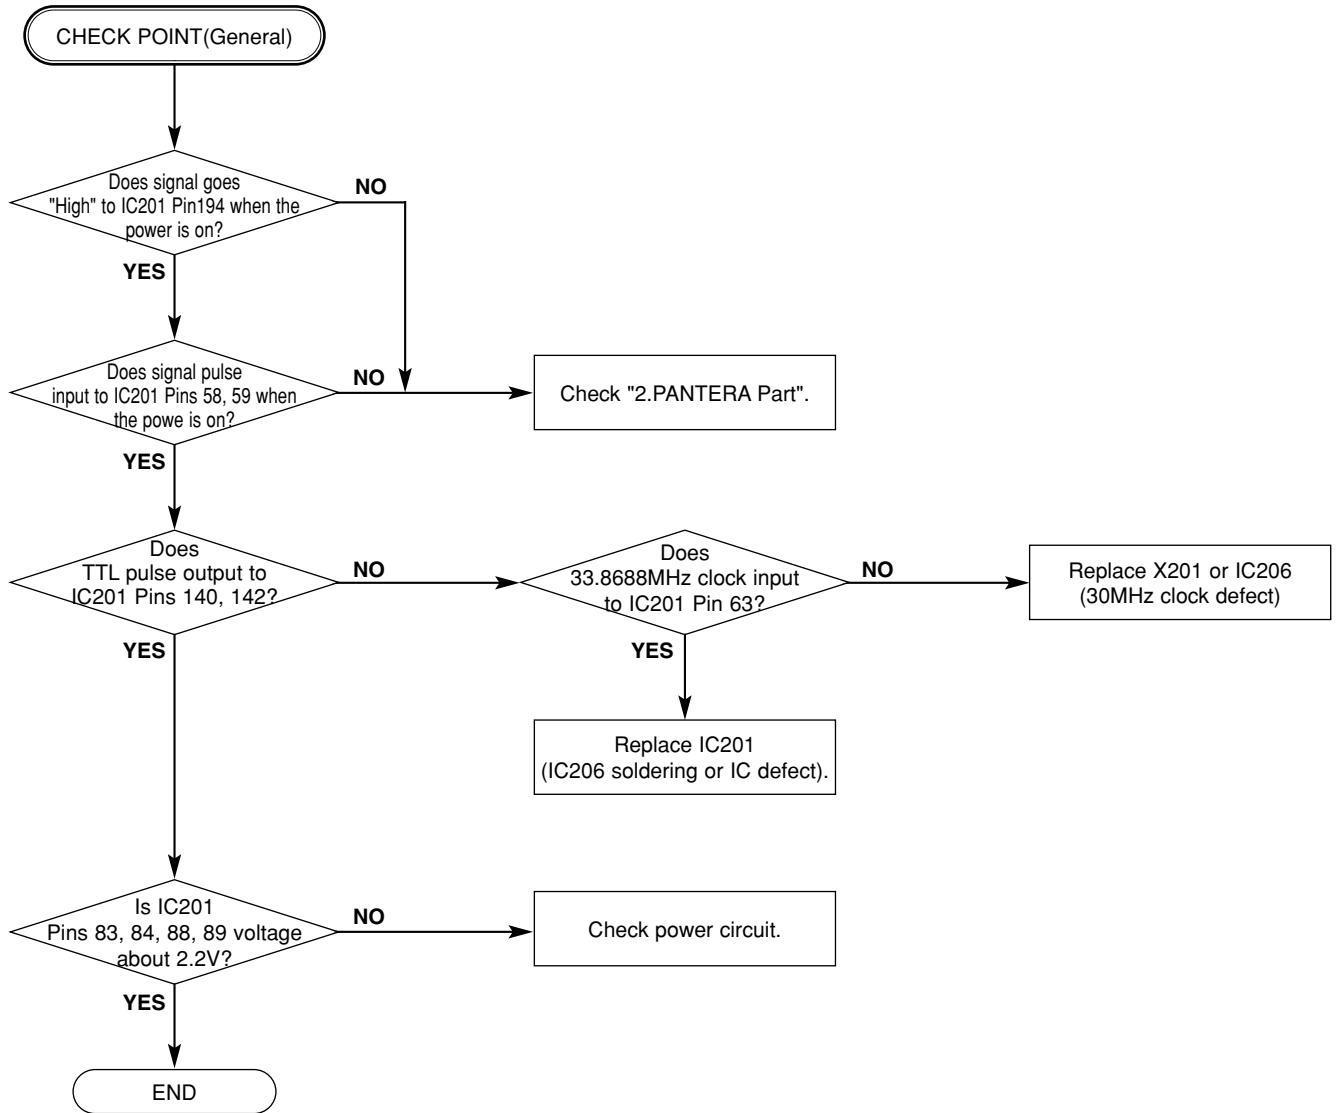 CHECK POINT(General)
Does signal goes
"High" to IC201 Pin194 when the
power is on?
NO
YES
Does signal pulse
input to IC201 Pins 58, 59 when
the powe is on?
NO
Check "2.PANTERA Part".
YES
Does
TTL pulse output to
IC201 Pins 140, 142?
NO
Does
33.8688MHz clock input
to IC201 Pin 63?
NO
Replace X201 or IC206
(30MHz clock defect)
YES
YES
Replace IC201
(IC206 soldering or IC defect).
Is IC201
Pins 83, 84, 88, 89 voltage
about 2.2V?
NO
Check power circuit.
YES
END